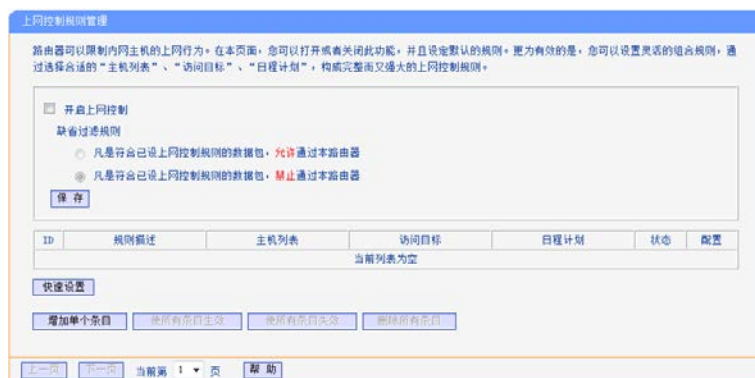 上网控制规则管理
路由器可以限制内网主机的上网行为。在本页面，您可以打开或者关闭此功能，并且设定默认的规则。更为有效的是，您可以设置灵活的组合规则，通
过选择合适的“主机列表”、“访问目标”、“日程计划”，构成完整而又强大的上网控制规则。
开启上网控制
缺省过滤规则
凡是符合已设上网控制规则的数据包，允许通过本路由器
凡是符合已设上网控制规则的数据包，禁止通过本路由器
保 存
ID 规则描述 主机列表 访问目标 日程计划 状态 配置
当前列表为空
快速设置
增加单个条目 使所有条目生效 使所有条目失效 删除所有条目
上一页 下一页 当前第 1 页 帮 助